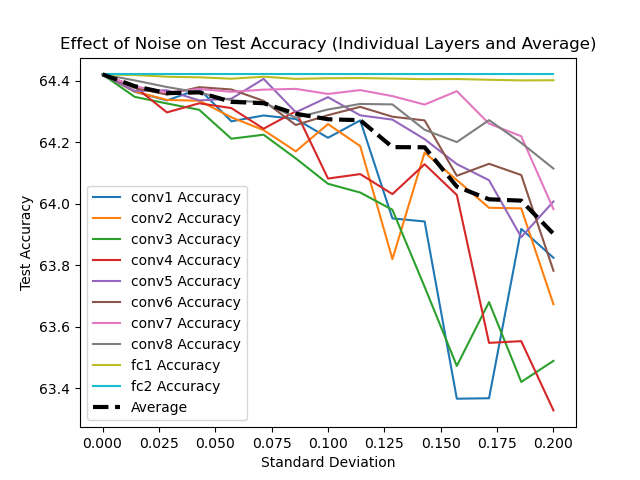 Effect of Noise on Test Accuracy (Individual Layers and Average)
64.4
64.2
64.0
63.8
63.6
63.4
Test Accuracy
conv1 Accuracy
conv2 Accuracy
conv3 Accuracy
conv4 Accuracy
conv5 Accuracy
conv6 Accuracy
conv7 Accuracy
conv8 Accuracy
fc1 Accuracy
fc2 Accuracy
Average
0.000 0.025 0.050 0.075 0.100 0.125 0.150 0.175 0.200
Standard Deviation